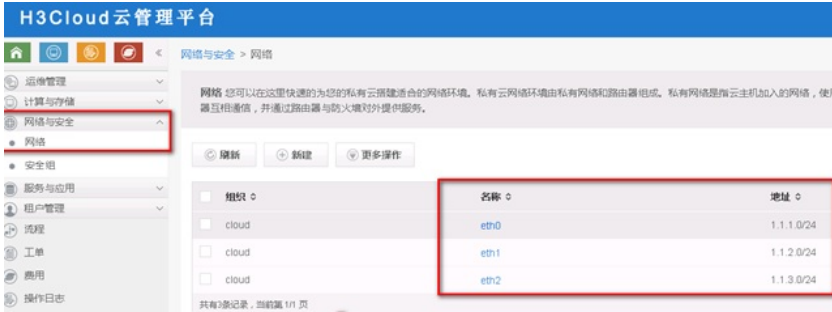 H3Cloud云管理平台
网络与安全 > 网络
运维管理
计算与存储
网络与安全
网络
安全组
服务与应用
租户管理
流程
工单
费用
操作日志
网络 您可以在这里快速的为您的私有云搭建适合的网络环境。私有云网络环境由私有网络和路由器组成。私有网络是指云主机加入的网络，使
器互相通信，并通过路由器与防火墙对外提供服务。
刷新 新建 更多操作
组织 名称 地址
cloud eth0 1.1.1.0/24
cloud eth1 1.1.2.0/24
cloud eth2 1.1.3.0/24
共有3条记录，当前第 1/1 页